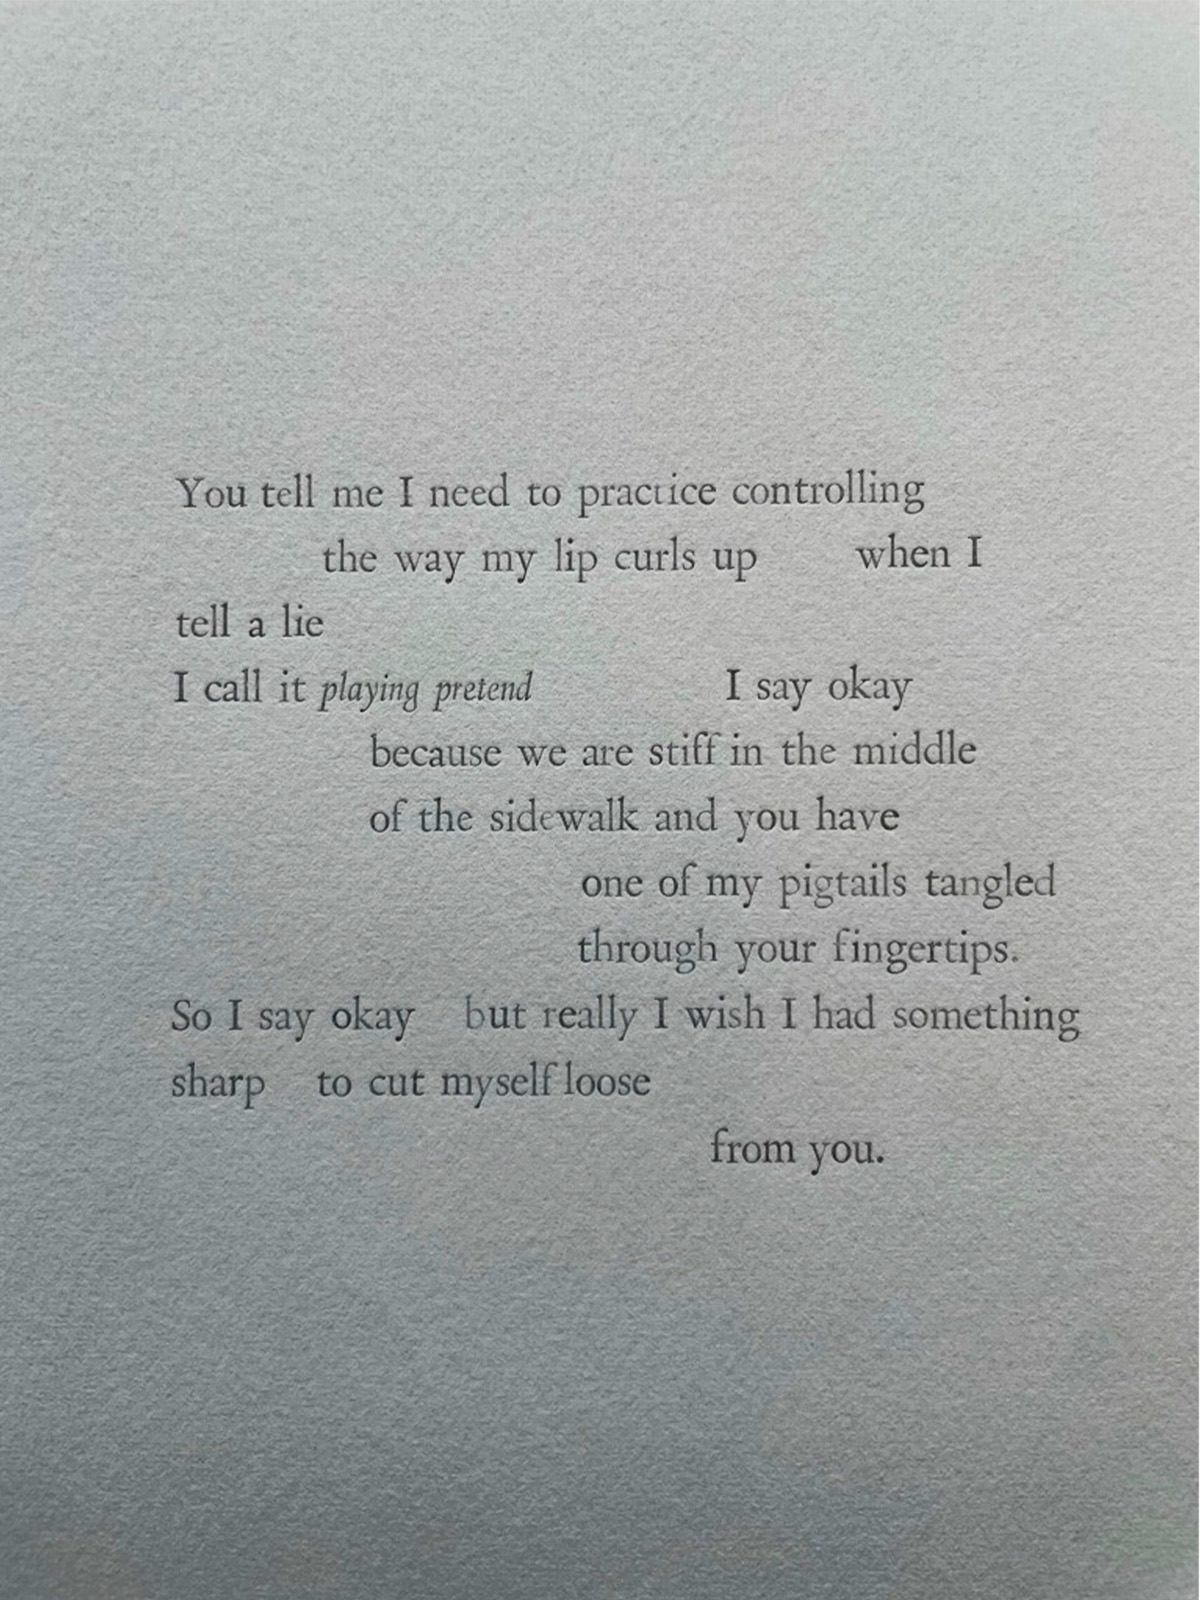 You tell me I need to practice controlling
the way my lip curls up when I
tell a lie
I call it playing pretend I say okay
because we are stiff in the middle
of the sidewalk and you have
one of my pigtails tangled
through your fingertips.
So I say okay but really I wish I had something
sharp to cut myself loose
from you.